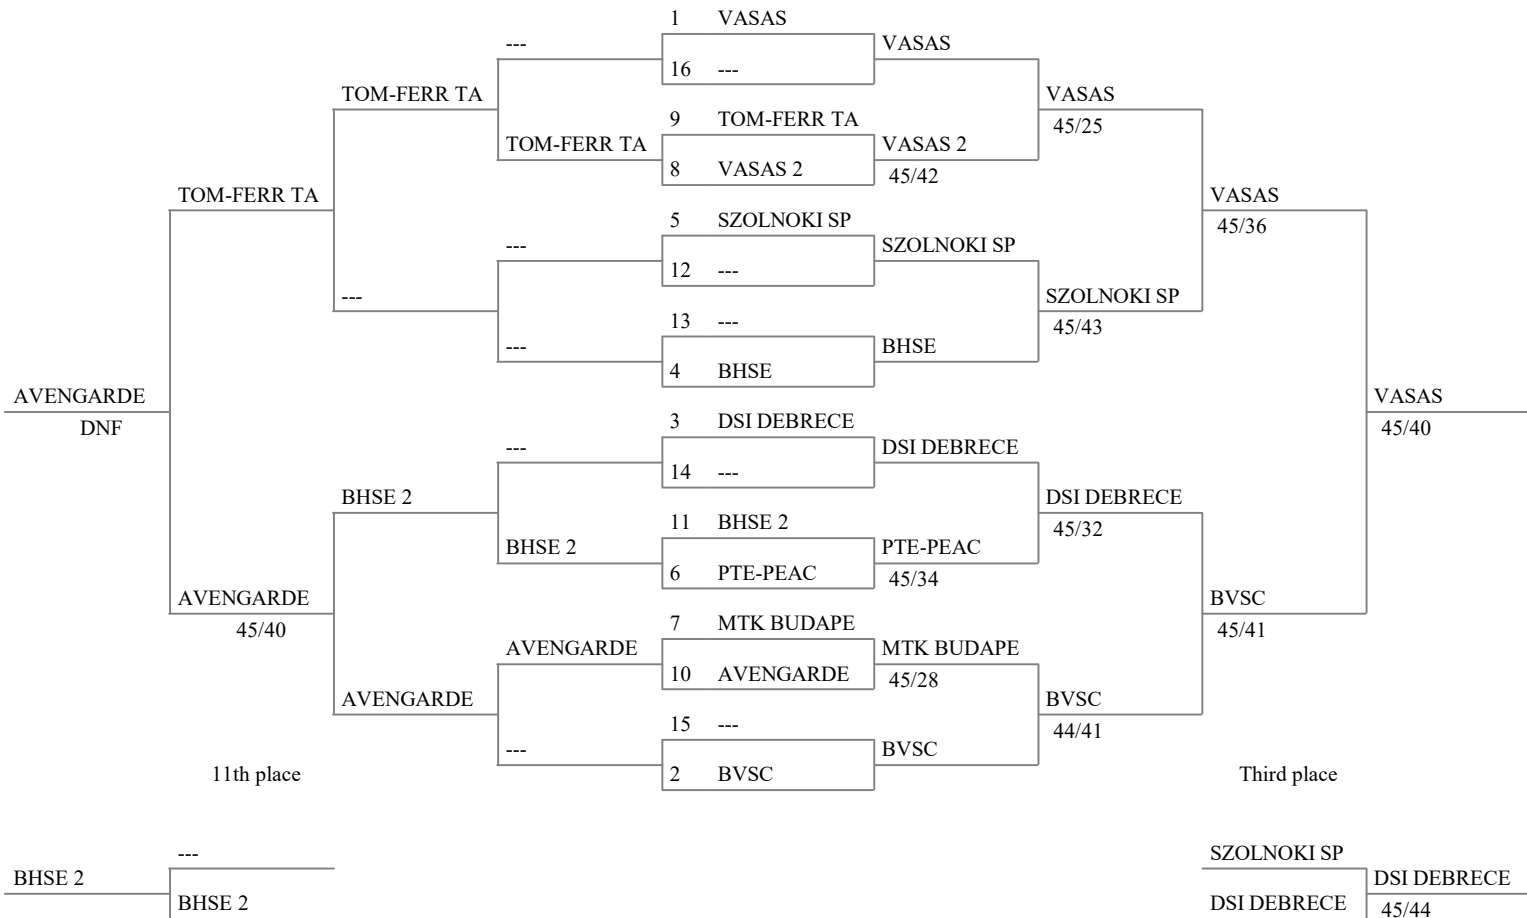 1 VASAS
--- VASAS
16 ---
TOM-FERR TA VASAS
9 TOM-FERR TA 45/25
TOM-FERR TA VASAS 2
8 VASAS 2 45/42
TOM-FERR TA VASAS
5 SZOLNOKI SP 45/36
--- SZOLNOKI SP
12 ---
--- SZOLNOKI SP
13 --- 45/43
--- BHSE
4 BHSE
AVENGARDE VASAS
DNF 3 DSI DEBRECE 45/40
--- DSI DEBRECE
14 ---
BHSE 2 DSI DEBRECE
11 BHSE 2 45/32
BHSE 2 PTE-PEAC
6 PTE-PEAC 45/34
AVENGARDE BVSC
45/40 7 MTK BUDAPE 45/41
AVENGARDE MTK BUDAPE
10 AVENGARDE 45/28
AVENGARDE BVSC
15 --- 44/41
--- BVSC
11th place 2 BVSC Third place
--- SZOLNOKI SP
BHSE 2 DSI DEBRECE
BHSE 2 DSI DEBRECE 45/44